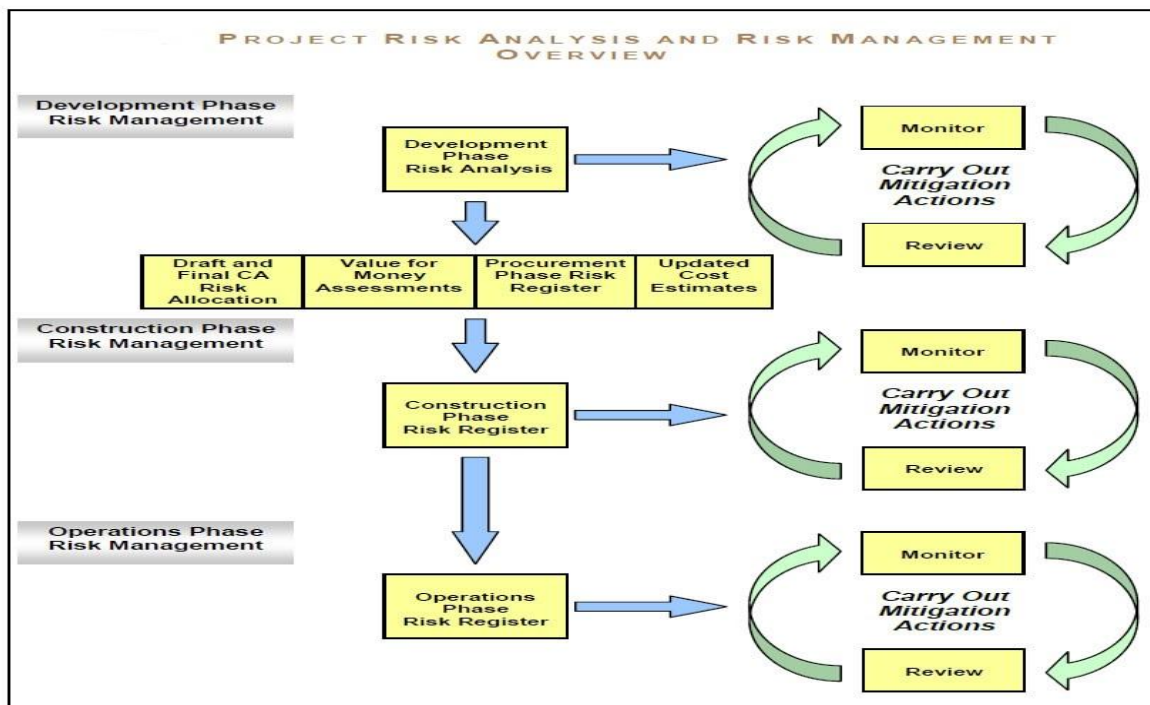 PROJECT RISK ANALYSIS AND RISK MANAGEMENT
OVERVIEW
Development Phase
Risk Management
Development
Phase
Risk Analysis
Monitor
Carry Out
Mitigation
Actions
Review
Draft and
Final CA
Risk
Allocation
Value for
Money
Assessments
Procurement
Phase Risk
Register
Updated
Cost
Estimates
Construction Phase
Risk Management
Construction
Phase
Risk Register
Monitor
Carry Out
Mitigation
Actions
Review
Operations Phase
Risk Management
Operations
Phase
Risk Register
Monitor
Carry Out
Mitigation
Actions
Review